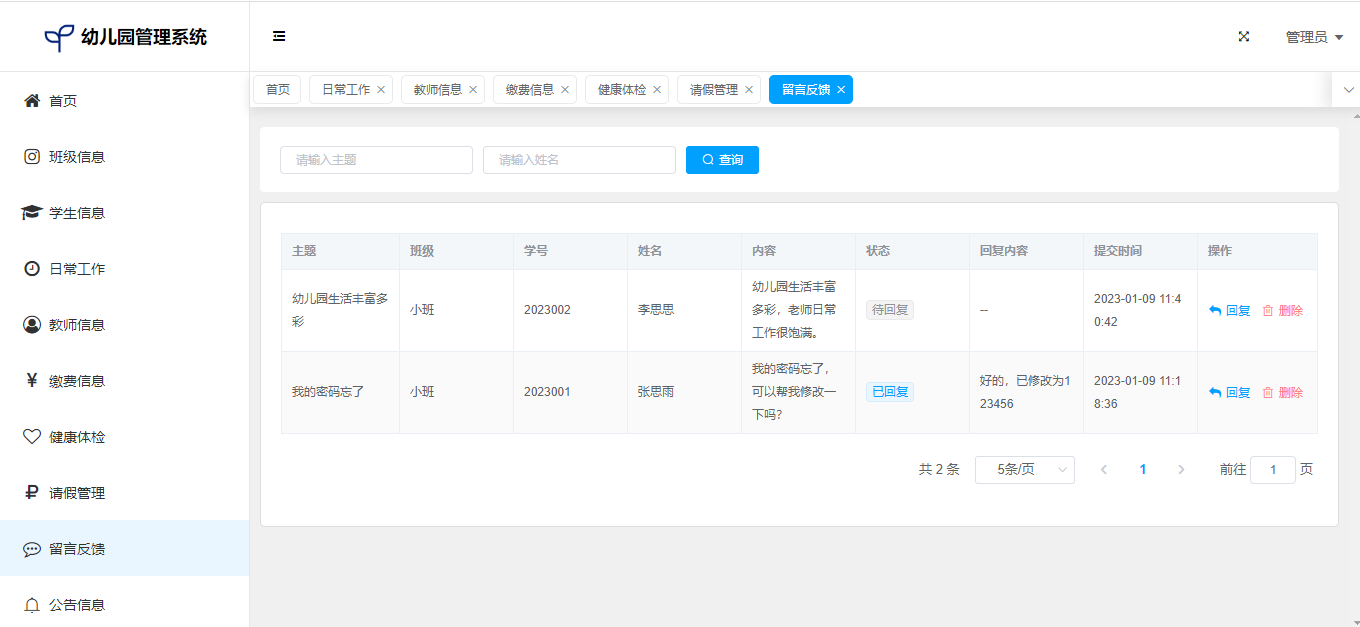 幼儿园管理系统
管理员
首页
班级信息
学生信息
日常工作
教师信息
缴费信息
健康体检
请假管理
留言反馈
公告信息
首页 日常工作 教师信息 缴费信息 健康体检 请假管理 留言反馈
请输入主题 请输入姓名 查询
主题 班级 学号 姓名 内容 状态 回复内容 提交时间 操作
幼儿园生活丰富多
彩
小班
2023002
李思思
幼儿园生活丰富
多彩，老师日常
工作很饱满。
待回复
--
2023-01-09 11:4
0:42
回复 删除
我的密码忘了
小班
2023001
张思雨
我的密码忘了，
可以帮我修改一
下吗?
已回复
好的，已修改为1
23456
2023-01-09 11:1
8:36
回复 删除
共 2 条 5条/页 1 前往 1 页